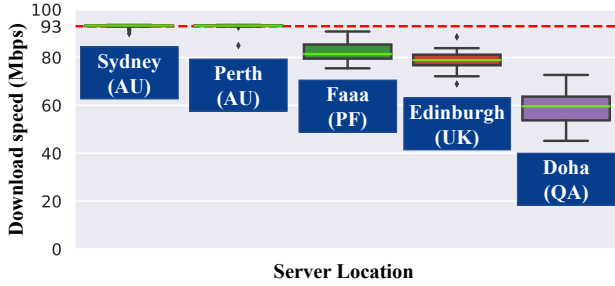 Download speed (Mbps)
100
93
80
60
40
20
0
Sydney
(AU)
Perth
(AU)
Faaa
(PF)
Edinburgh
(UK)
Doha
(QA)
Server Location